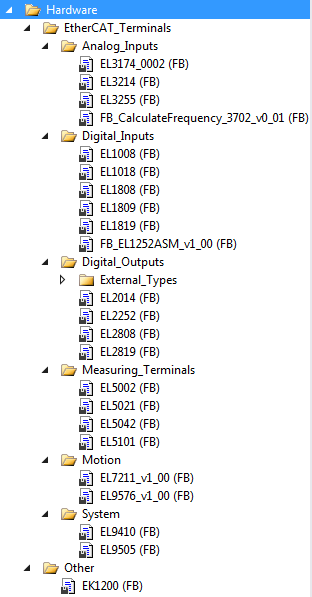 Hardware
EtherCAT_Terminals
Analog_Inputs
EL3174_0002 (FB)
EL3214 (FB)
EL3255 (FB)
FB_CalculateFrequency_3702_v0_01 (FB)
Digital_Inputs
EL1008 (FB)
EL1018 (FB)
EL1808 (FB)
EL1809 (FB)
EL1819 (FB)
FB_EL1252ASM_v1_00 (FB)
Digital_Outputs
External_Types
EL2014 (FB)
EL2252 (FB)
EL2808 (FB)
EL2819 (FB)
Measuring_Terminals
EL5002 (FB)
EL5021 (FB)
EL5042 (FB)
EL5101 (FB)
Motion
EL7211_v1_00 (FB)
EL9576_v1_00 (FB)
System
EL9410 (FB)
EL9505 (FB)
Other
EK1200 (FB)